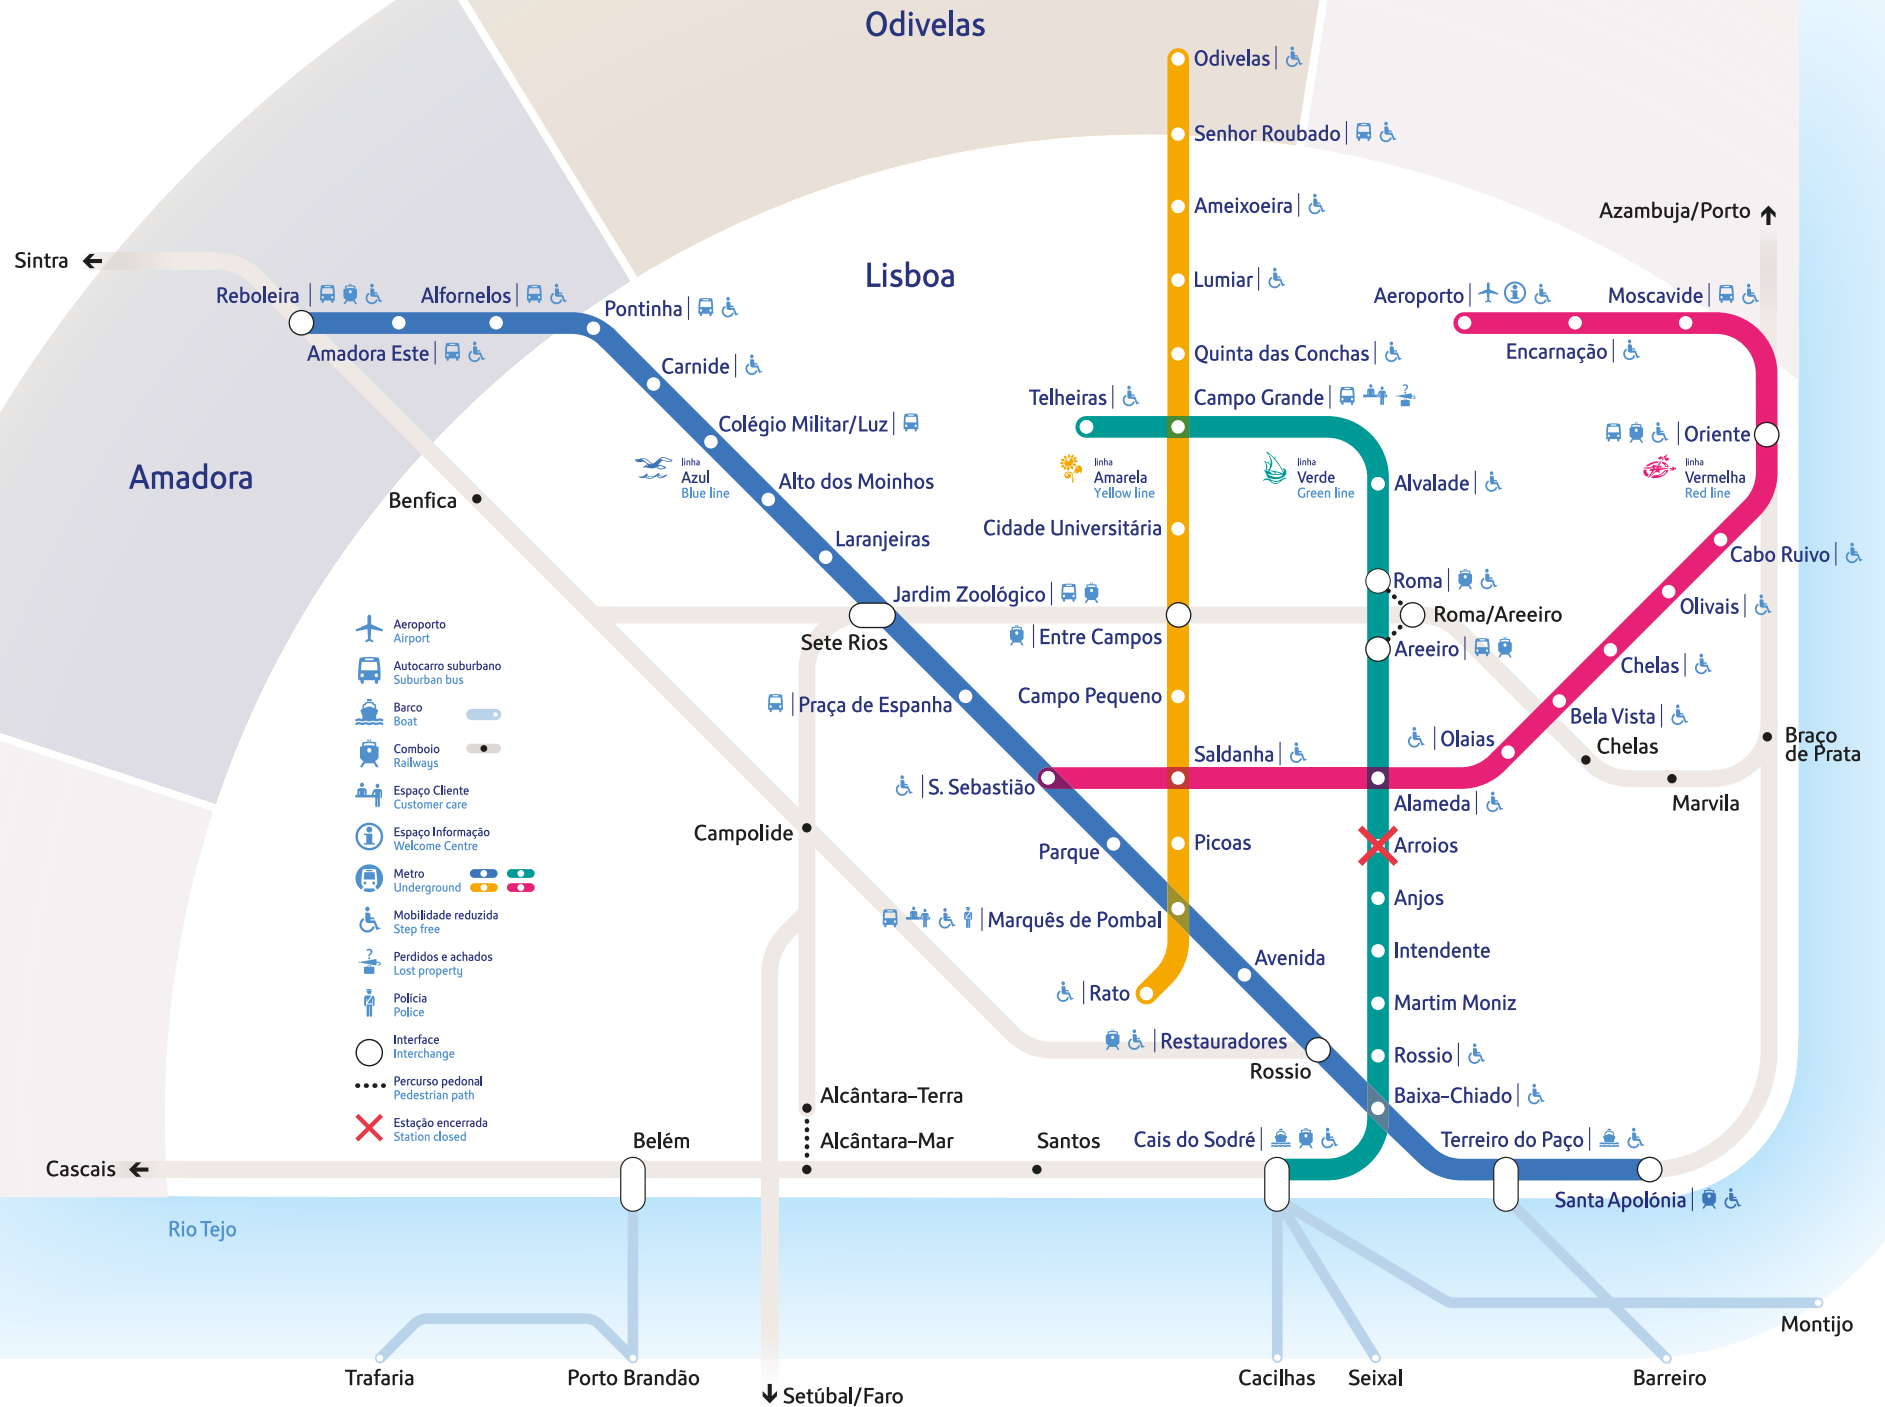 Odivelas
Odivelas
Senhor Roubado
Ameixoeira
Azambuja/Porto
Sintra
Lisboa
Lumiar
Reboleira
Alfornelos
Pontinha
Aeroporto
Moscavide
Amadora Este
Encarnação
Quinta das Conchas
Carnide
Telheiras
Campo Grande
Colégio Militar/Luz
Oriente
Amadora
linha
Azul
Blue line
linha
Amarela
Yellow line
linha
Verde
Green line
linha
Vermelha
Red line
Alto dos Moinhos
Alvalade
Benfica
Cidade Universitária
Laranjeiras
Cabo Ruivo
Roma
Jardim Zoológico
Olivais
Roma/Areeiro
Sete Rios
Entre Campos
Areeiro
Chelas
Praça de Espanha
Campo Pequeno
Bela Vista
Olaias
Chelas
Braço
de Prata
Saldanha
S. Sebastião
Alameda
Marvila
Campolide
Parque
Picoas
Arroios
Anjos
Marquês de Pombal
Intendente
Avenida
Rato
Martim Moniz
Restauradores
Rossio
Rossio
Baixa-Chiado
Aeroporto
Airport
Autocarro suburbano
Suburban bus
Barco
Boat
Comboio
Railways
Espaço Cliente
Customer care
Espaço Informação
Welcome Centre
Metro
Underground
Mobilidade reduzida
Step free
Perdidos e achados
Lost property
Polícia
Police
Interface
Interchange
Percurso pedonal
Pedestrian path
Estação encerrada
Station closed
Alcântara-Terra
Belém
Alcântara-Mar
Santos
Cais do Sodré
Terreiro do Paço
Cascais
Santa Apolónia
Rio Tejo
Montijo
Trafaria
Porto Brandão
Setúbal/Faro
Cacilhas
Seixal
Barreiro